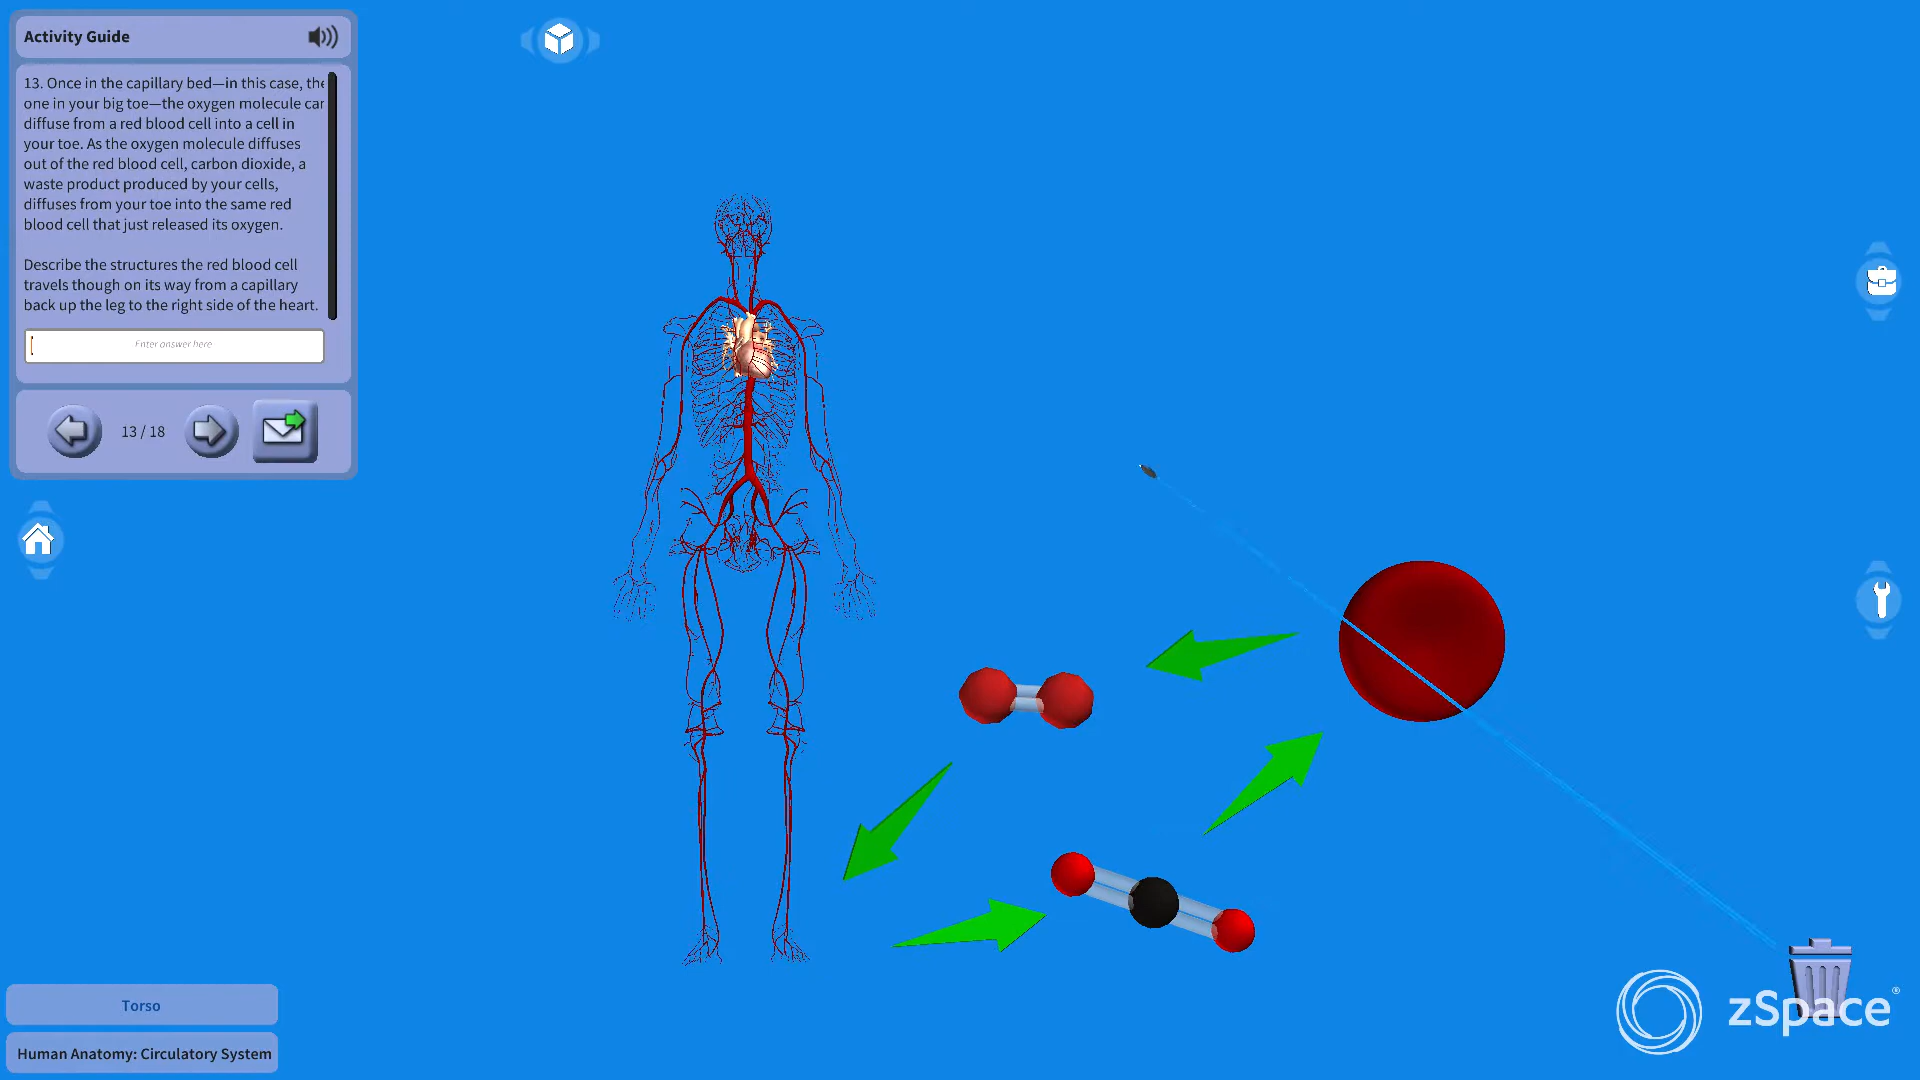 Activity Guide
13. Once in the capillary bed—in this case, the
one in your big toe—the oxygen molecule can
diffuse from a red blood cell into a cell in
your toe. As the oxygen molecule diffuses
out of the red blood cell, carbon dioxide, a
waste product produced by your cells,
diffuses from your toe into the same red
blood cell that just released its oxygen.
Describe the structures the red blood cell
travels though on its way from a capillary
back up the leg to the right side of the heart.
Enter answer here
13 / 18
Torso
Human Anatomy: Circulatory System
zSpace®